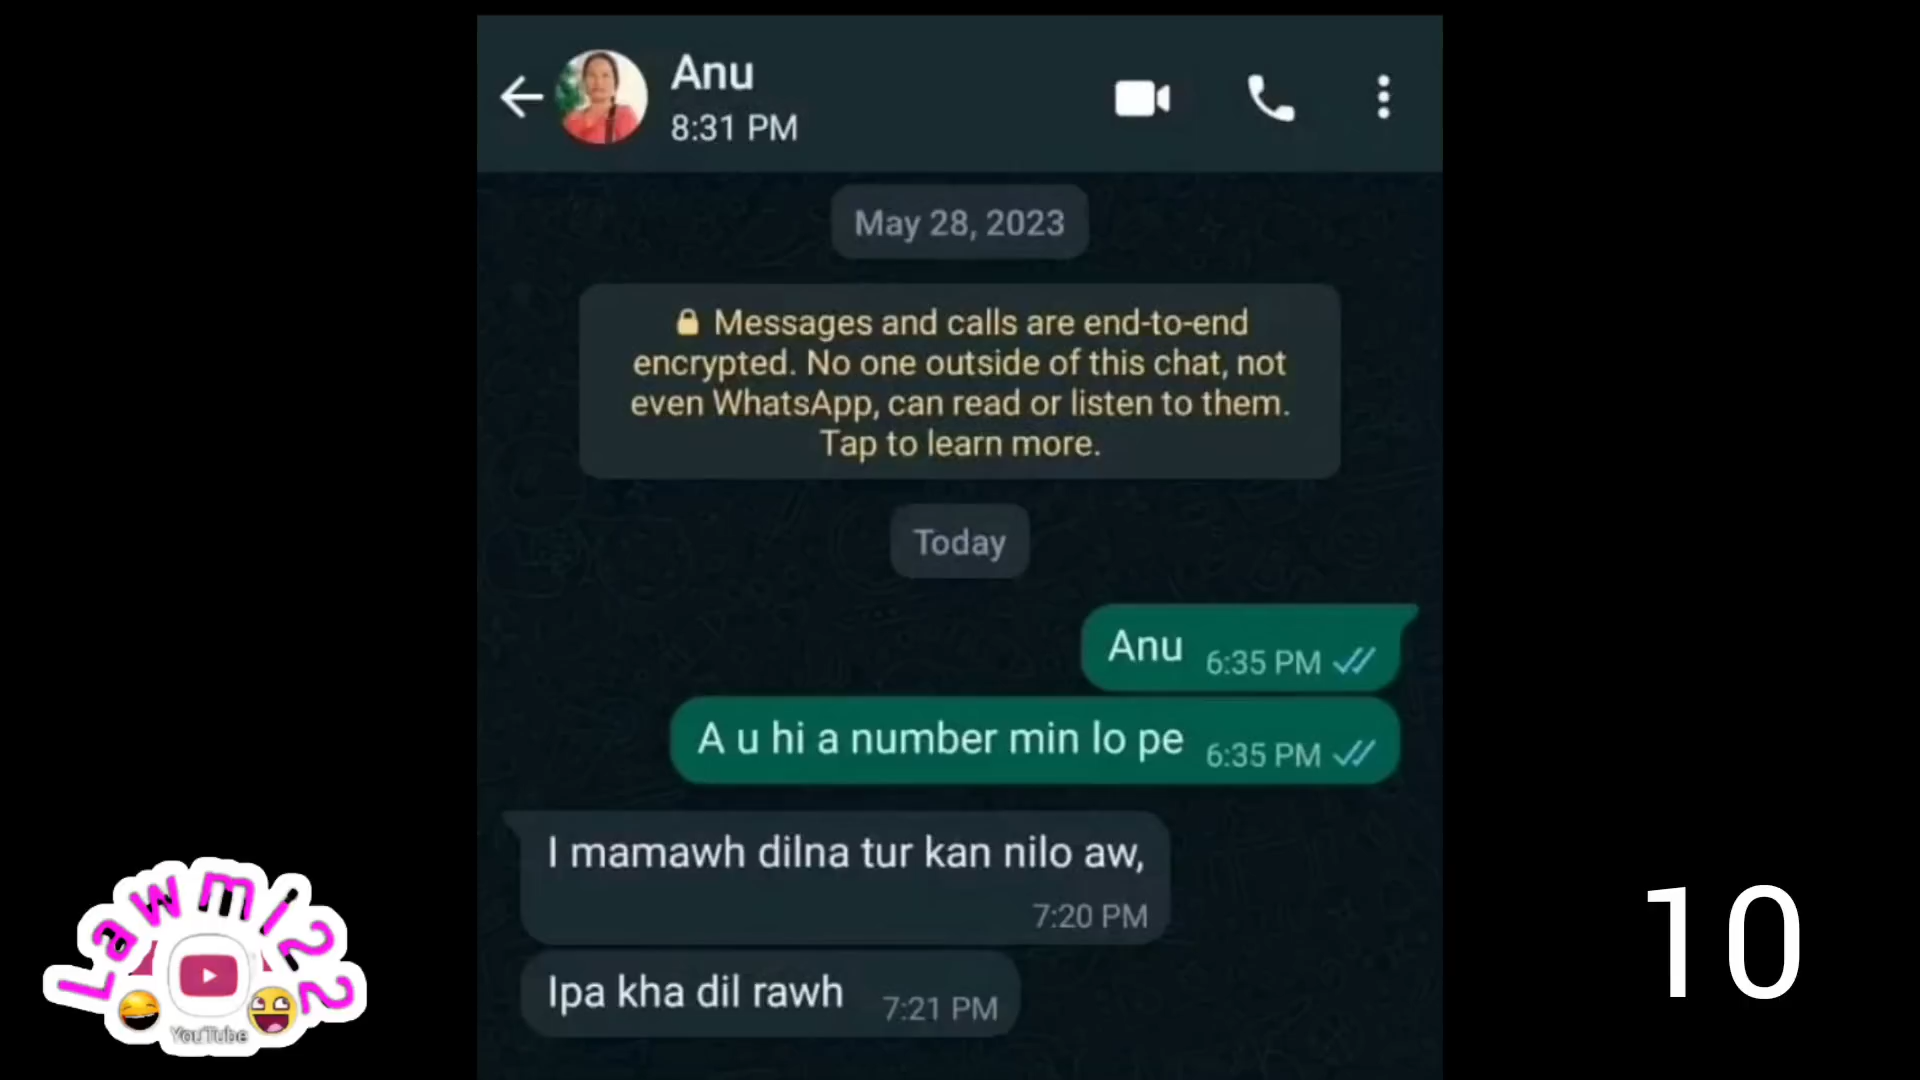 Anu
8:31 PM
May 28, 2023
Messages and calls are end-to-end
encrypted. No one outside of this chat, not
even WhatsApp, can read or listen to them.
Tap to learn more.
Today
Anu 6:35 PM
A u hi a number min lo pe 6:35 PM
I mamawh dilna tur kan nilo aw,
7:20 PM
Ipa kha dil rawh 7:21 PM
Lawmi22
YouTube
10